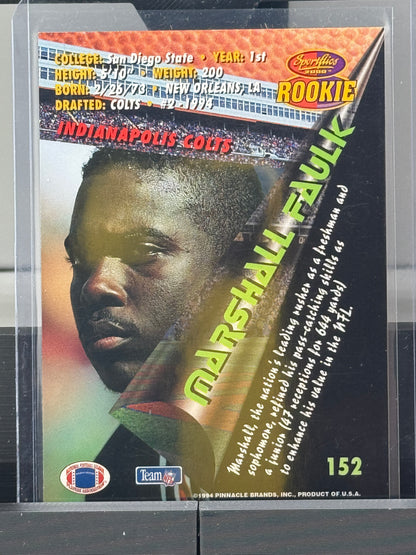 COLLEGE: San Diego State • YEAR: 1st
HEIGHT: 5'10" • WEIGHT: 200
BORN: 2/26/73 • NEW ORLEANS, LA
DRAFTED: COLTS • #2-1994
Sportflics
2000
ROOKIE
INDIANAPOLIS COLTS
MARSHALL FAULK
Marshall, the nation's leading rusher as a freshman and
sophomore, refined his pass-catching skills as
a junior (47 receptions for 644 yards)
to enhance his value in the NFL.
152
Team NFL
©1994 PINNACLE BRANDS, INC., PRODUCT OF U.S.A.